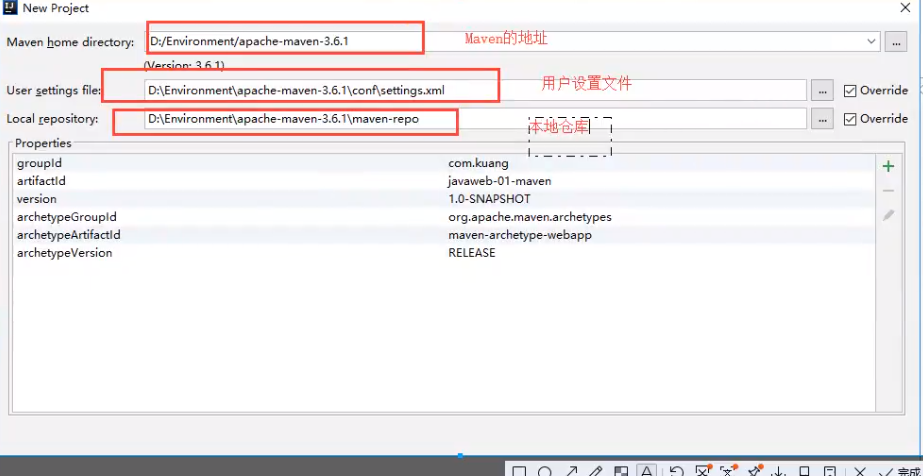 New Project
Maven home directory: D:/Environment/apache-maven-3.6.1 Maven的地址
(Version: 3.6.1)
User settings file: D:\Environment\apache-maven-3.6.1\conf\settings.xml 用户设置文件 ... Override
Local repository: D:\Environment\apache-maven-3.6.1\maven-repo 本地仓库 ... Override
Properties
groupId com.kuang
artifactId javaweb-01-maven
version 1.0-SNAPSHOT
archetypeGroupId org.apache.maven.archetypes
archetypeArtifactId maven-archetype-webapp
archetypeVersion RELEASE
A 完成